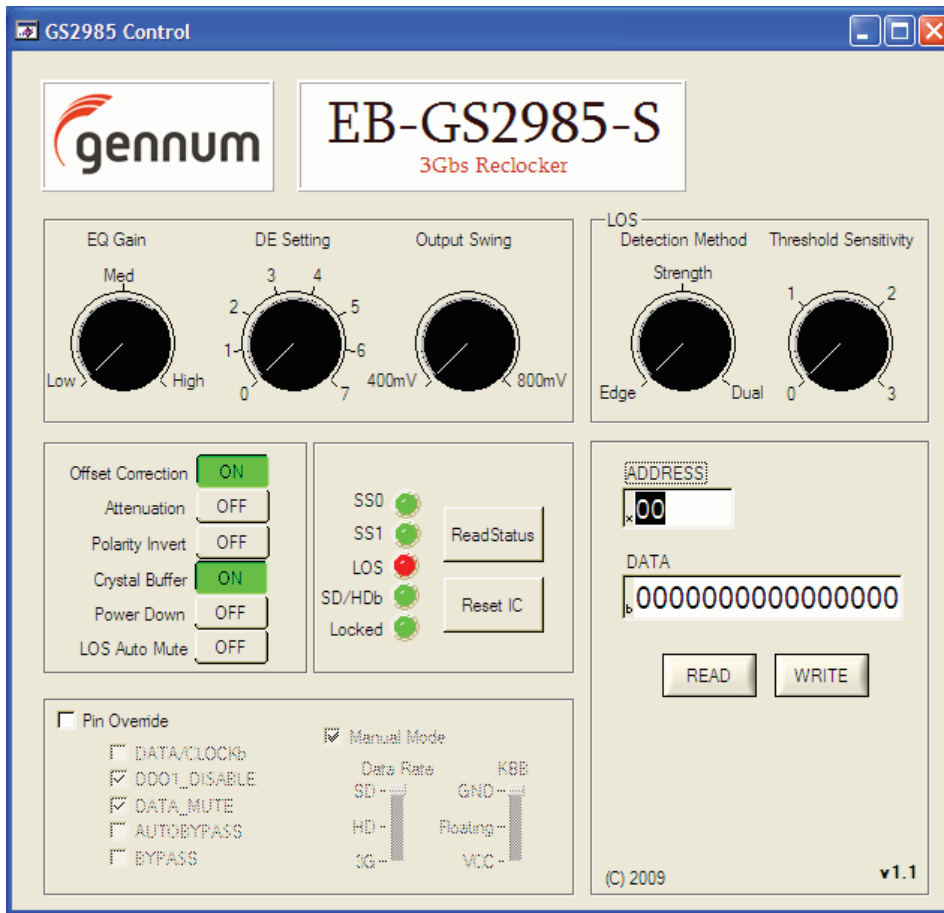 GS2985 Control
gennum
EB-GS2985-S
3Gbs Reclocker
EQ Gain
Low
Med
High
DE Setting
0
1
2
3
4
5
6
7
Output Swing
400mV
800mV
LOS
Detection Method
Edge
Strength
Dual
Threshold Sensitivity
0
1
2
3
Offset Correction ON
Attenuation OFF
Polarity Invert OFF
Crystal Buffer ON
Power Down OFF
LOS Auto Mute OFF
SS0
SS1
LOS
SD/HDb
Locked
ReadStatus
Reset IC
ADDRESS
x 00
DATA
b 0000000000000000
READ
WRITE
Pin Override
DATA/CLOCKb
DDO1_DISABLE
DATA_MUTE
AUTOBYPASS
BYPASS
Manual Mode
Data Rate
SD
HD
3G
KBB
GND
Floating
VCC
(C) 2009
v1.1